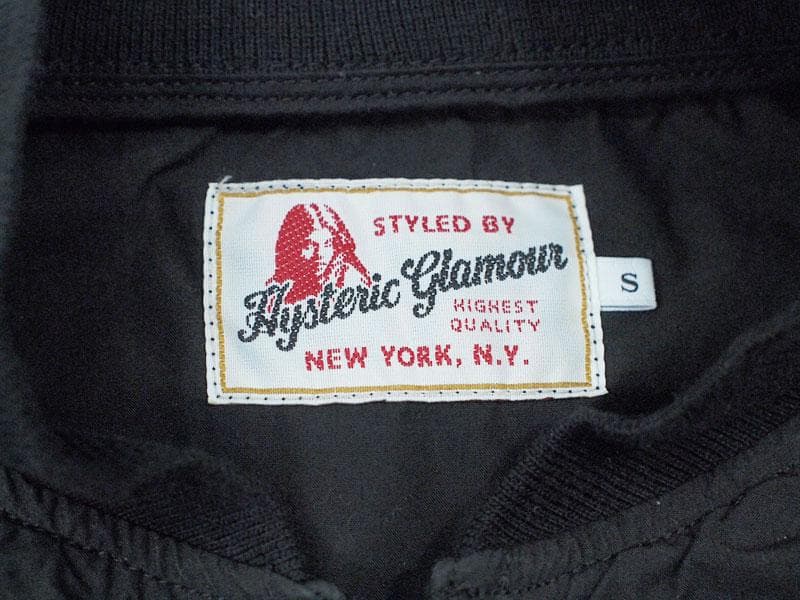 STYLED BY
Hysteric Glamour
HIGHEST
QUALITY
NEW YORK, N.Y.
S